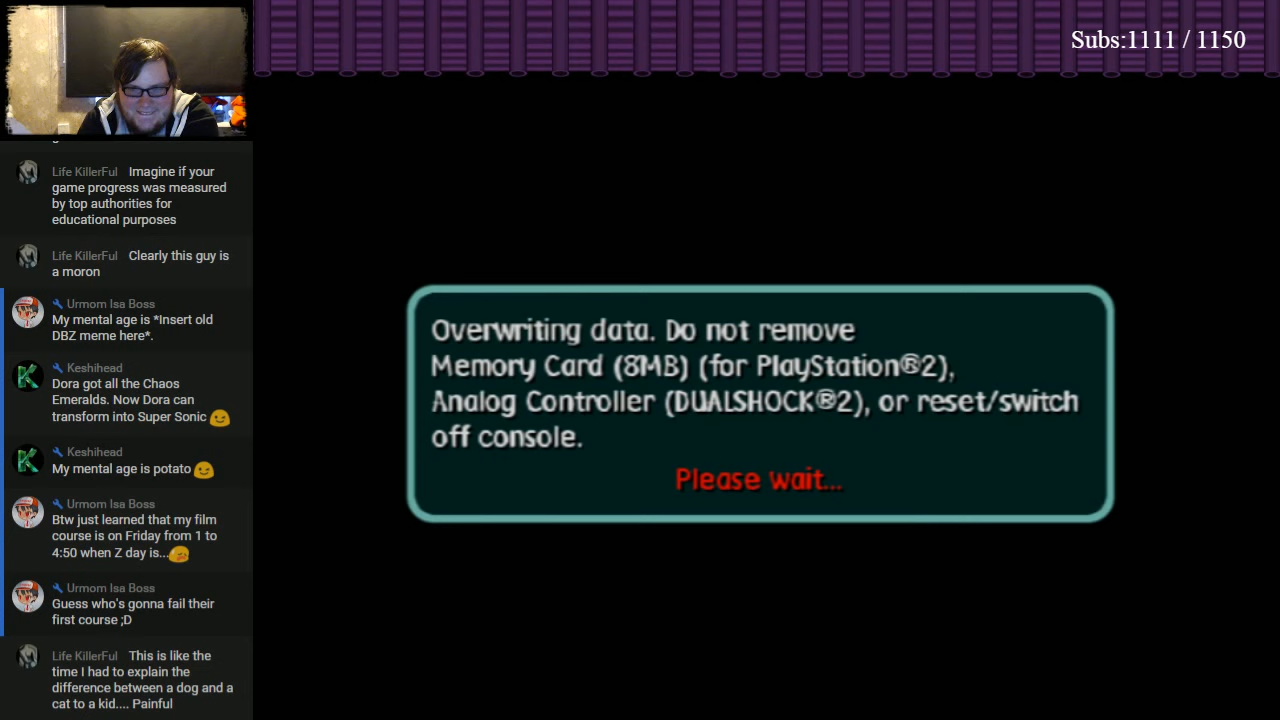 Subs:1111 / 1150
Life KillerFul Imagine if your
game progress was measured
by top authorities for
educational purposes
Life KillerFul Clearly this guy is
a moron
Urmom Isa Boss
My mental age is *Insert old
DBZ meme here*.
Keshihead
Dora got all the Chaos
Emeralds. Now Dora can
transform into Super Sonic
Keshihead
My mental age is potato
Urmom Isa Boss
Btw just learned that my film
course is on Friday from 1 to
4:50 when Z day is...
Urmom Isa Boss
Guess who's gonna fail their
first course ;D
Life KillerFul This is like the
time I had to explain the
difference between a dog and a
cat to a kid.... Painful
Overwriting data. Do not remove
Memory Card (8MB) (for PlayStation®2),
Analog Controller (DUALSHOCK®2), or reset/switch
off console.
Please wait...